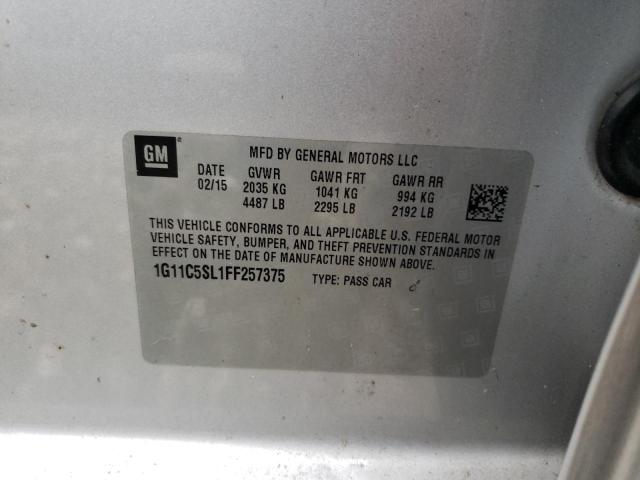 GM
MFD BY GENERAL MOTORS LLC
DATE GVWR GAWR FRT GAWR RR
02/15 2035 KG 1041 KG 994 KG
4487 LB 2295 LB 2192 LB
THIS VEHICLE CONFORMS TO ALL APPLICABLE U.S. FEDERAL MOTOR
VEHICLE SAFETY, BUMPER, AND THEFT PREVENTION STANDARDS IN
EFFECT ON THE DATE OF MANUFACTURE SHOWN ABOVE.
1G11C5SL1FF257375 TYPE: PASS CAR